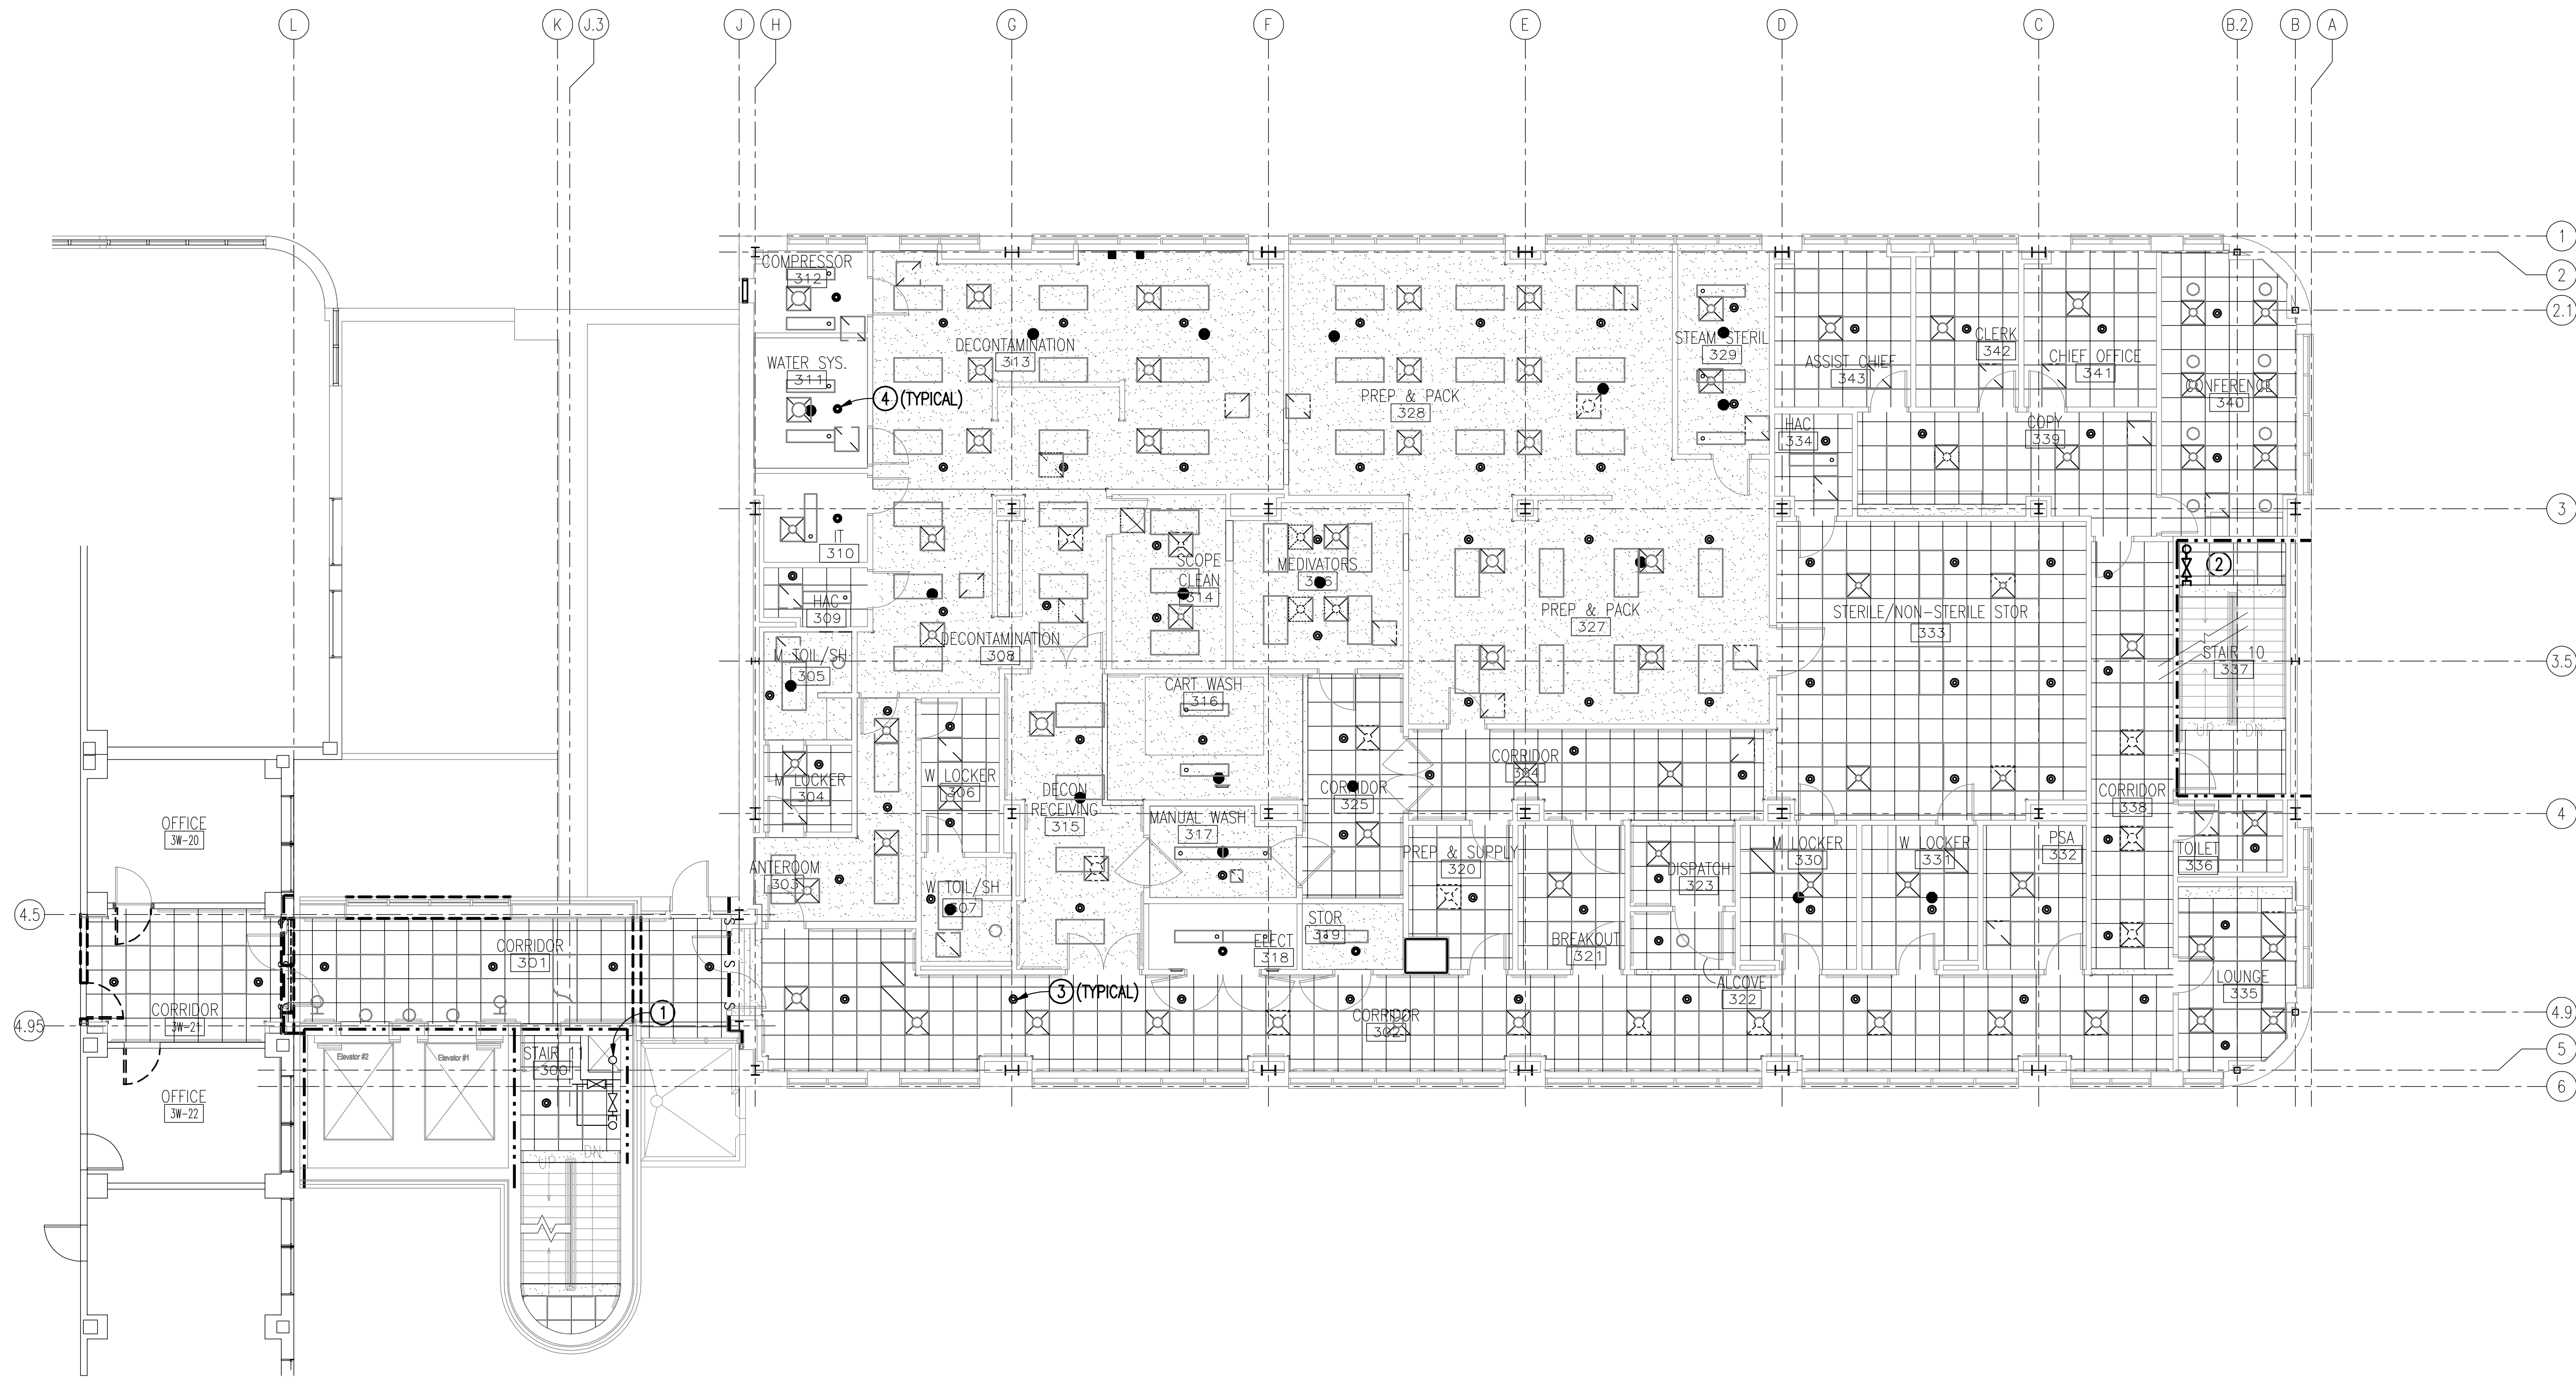 L
K
J.3
J
H
G
F
E
D
C
B.2
B
A
1
2
2.1
3
3.5
4
4.9
5
6
4.5
4.95
COMPRESSOR
312
WATER SYS.
311
4 (TYPICAL)
DECONTAMINATION
313
PREP & PACK
328
STEAM STERIL
329
ASSIST CHIEF
343
CLERK
342
CHIEF OFFICE
341
CONFERENCE
340
HAC
334
COPY
339
IT
310
HAC
309
SCOPE
CLEAN
314
MEDIVATORS
DECONTAMINATION
308
PREP & PACK
327
STERILE/NON-STERILE STOR
333
2
STAIR 10
337
UP
DN
M TOIL/SH
305
CART WASH
316
M LOCKER
304
W LOCKER
306
DECON
RECEIVING
315
MANUAL WASH
317
CORRIDOR
325
CORRIDOR
PREP & SUPPLY
320
DISPATCH
323
M LOCKER
330
W LOCKER
331
PSA
332
CORRIDOR
338
TOILET
336
ANTEROOM
303
W TOIL/SH
307
STOR
319
ELECT
318
BREAKOUT
321
ALCOVE
322
LOUNGE
335
OFFICE
3W-20
CORRIDOR
301
S
S
S
3 (TYPICAL)
CORRIDOR
302
CORRIDOR
3W-21
1
Elevator #2
Elevator #1
STAIR 11
300
UP
DN
OFFICE
3W-22